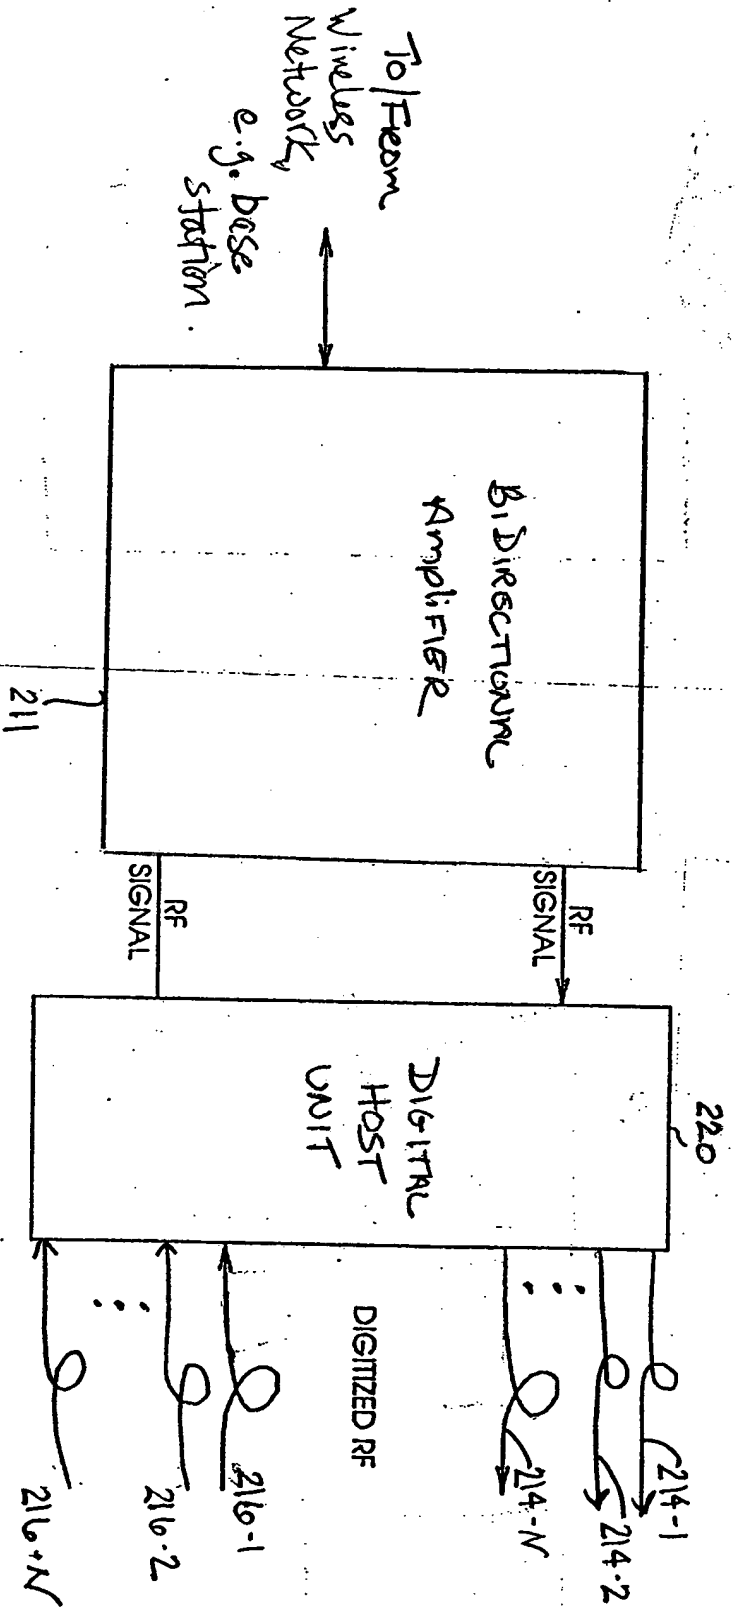 To/From
Wireless
Network,
e.g. base
station.
BiDIRECTIONAL
AmpliFIER
211
RF
SIGNAL
RF
SIGNAL
220
DIGITAL
HOST
UNIT
DIGITIZED RF
214-1
214-2
214-N
216-1
216-2
216-N